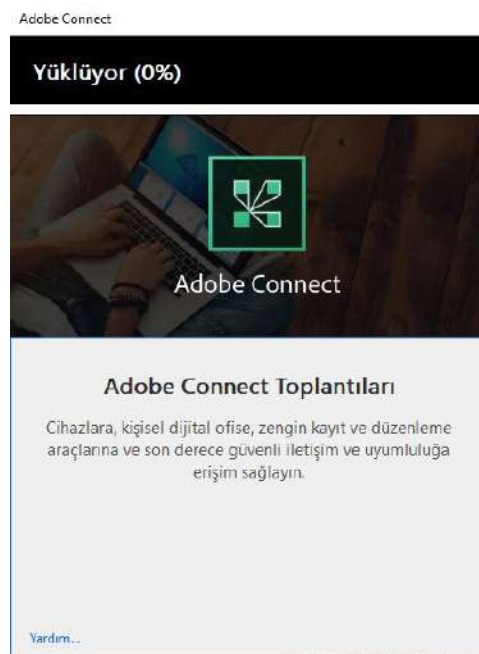 Adobe Connect
Yüklüyor (0%)
Adobe Connect
Adobe Connect Toplantıları
Cihazlara, kişisel dijital ofise, zengin kayıt ve düzenleme
araçlarına ve son derece güvenli iletişim ve uyumluluğa
erişim sağlayın.
Yardım...